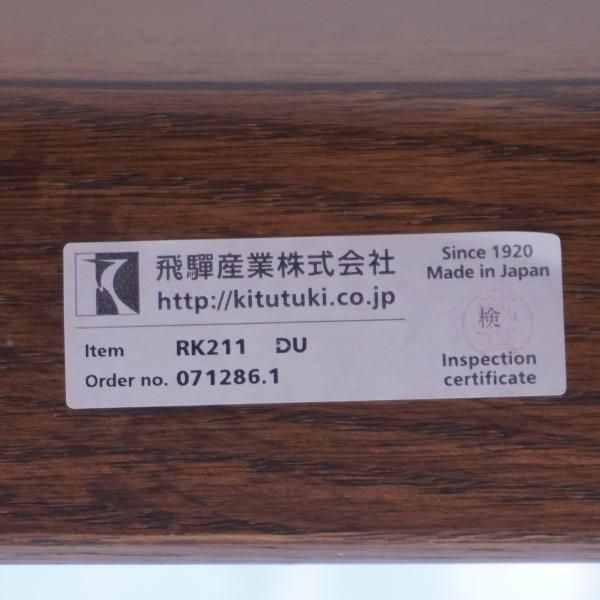 飛驒産業株式会社
http://kitutuki.co.jp
Item RK211 DU
Order no. 071286.1
Since 1920
Made in Japan
検
Inspection
certificate